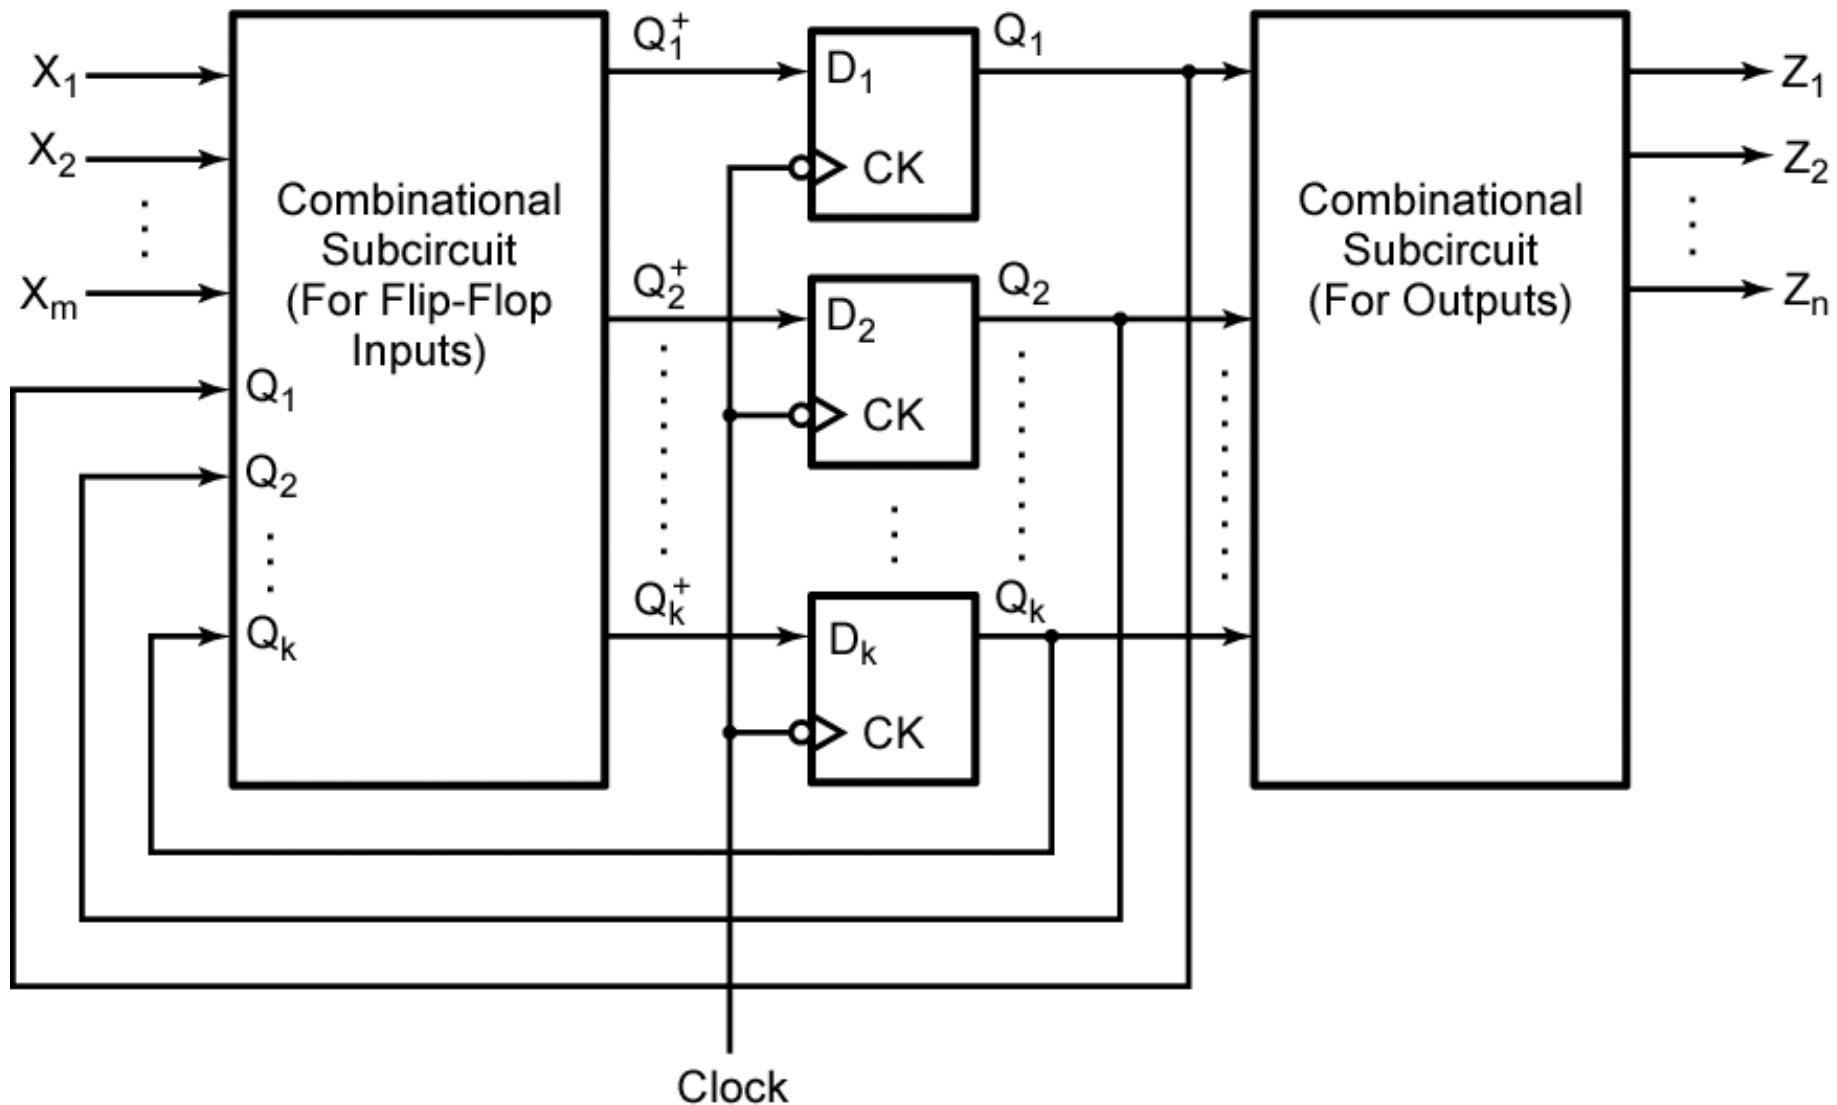 X₁
X₂
Xₘ
Combinational
Subcircuit
(For Flip-Flop
Inputs)
Q₁
Q₂
Qₖ
Q₁⁺
Q₂⁺
Qₖ⁺
D₁
CK
D₂
CK
Dₖ
CK
Q₁
Q₂
Qₖ
Combinational
Subcircuit
(For Outputs)
Z₁
Z₂
Zₙ
Clock